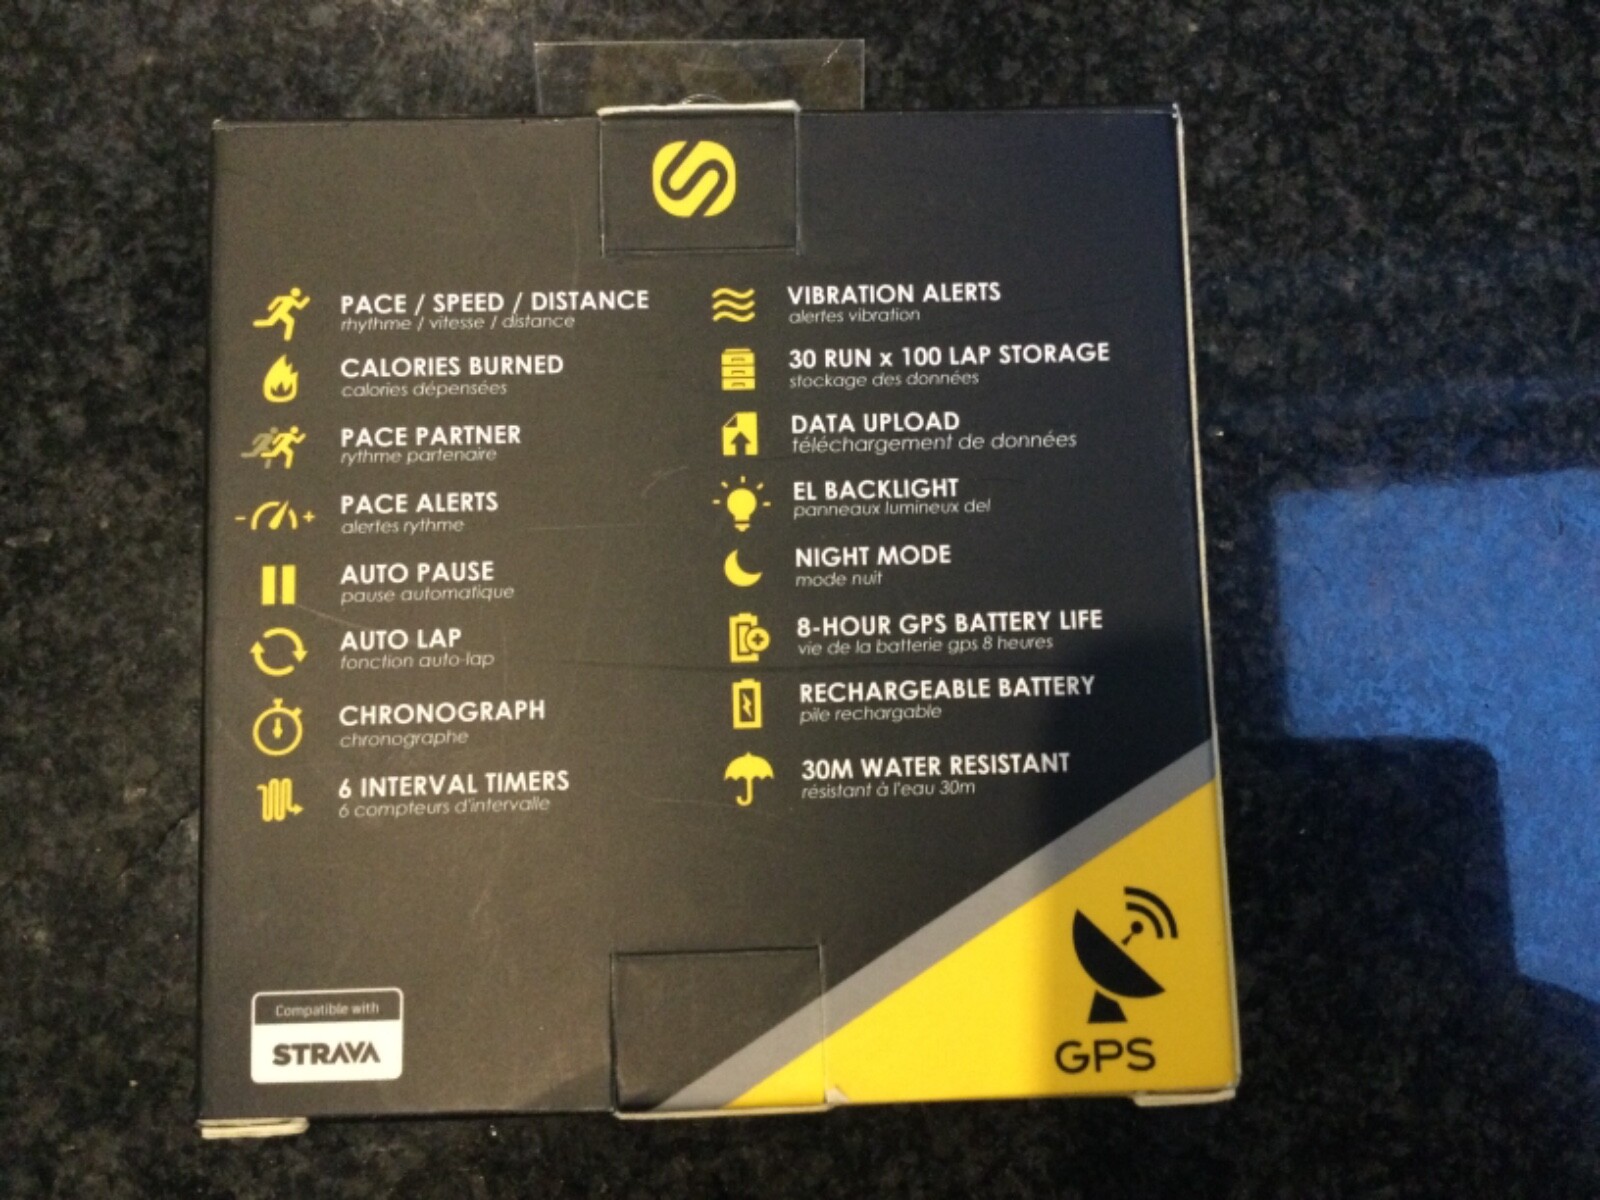 PACE / SPEED / DISTANCE
rhythme / vitesse / distance
CALORIES BURNED
calories dépensées
PACE PARTNER
rythme partenaire
PACE ALERTS
alertes rythme
AUTO PAUSE
pause automatique
AUTO LAP
fonction auto-lap
CHRONOGRAPH
chronographe
6 INTERVAL TIMERS
6 compteurs d'intervalle
VIBRATION ALERTS
alertes vibration
30 RUN x 100 LAP STORAGE
stockage des données
DATA UPLOAD
téléchargement de données
EL BACKLIGHT
panneaux lumineux del
NIGHT MODE
mode nuit
8-HOUR GPS BATTERY LIFE
vie de la batterie gps 8 heures
RECHARGEABLE BATTERY
pile rechargable
30M WATER RESISTANT
résistant à l'eau 30m
Compatible with
STRAVA
GPS